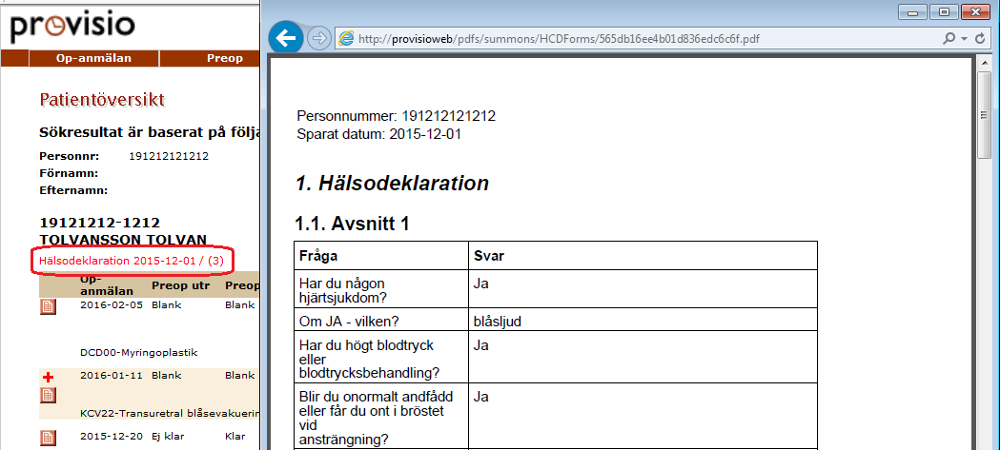 provisio
Op-anmälan Preop
Patientöversikt
Sökresultat är baserat på följa
Personnr: 191212121212
Förnamn:
Efternamn:
19121212-1212
TOLVANSSON TOLVAN
Hälsodeklaration 2015-12-01 / (3)
Op-
anmälan Preop utr Preop
2016-02-05 Blank Blank
DCD00-Myringoplastik
2016-01-11 Blank Blank
KCV22-Transuretral blåsevakuerin
2015-12-20 Ej klar Klar
http://provisioweb/pdfs/summons/HCDForms/565db16ee4b01d836edc6c6f.pdf
Personnummer: 191212121212
Sparat datum: 2015-12-01
1. Hälsodeklaration
1.1. Avsnitt 1
Fråga Svar
Har du någon Ja
hjärtsjukdom?
Om JA - vilken? blåsljud
Har du högt blodtryck Ja
eller
blodtrycksbehandling?
Blir du onormalt andfådd Ja
eller får du ont i bröstet
vid
ansträngning?